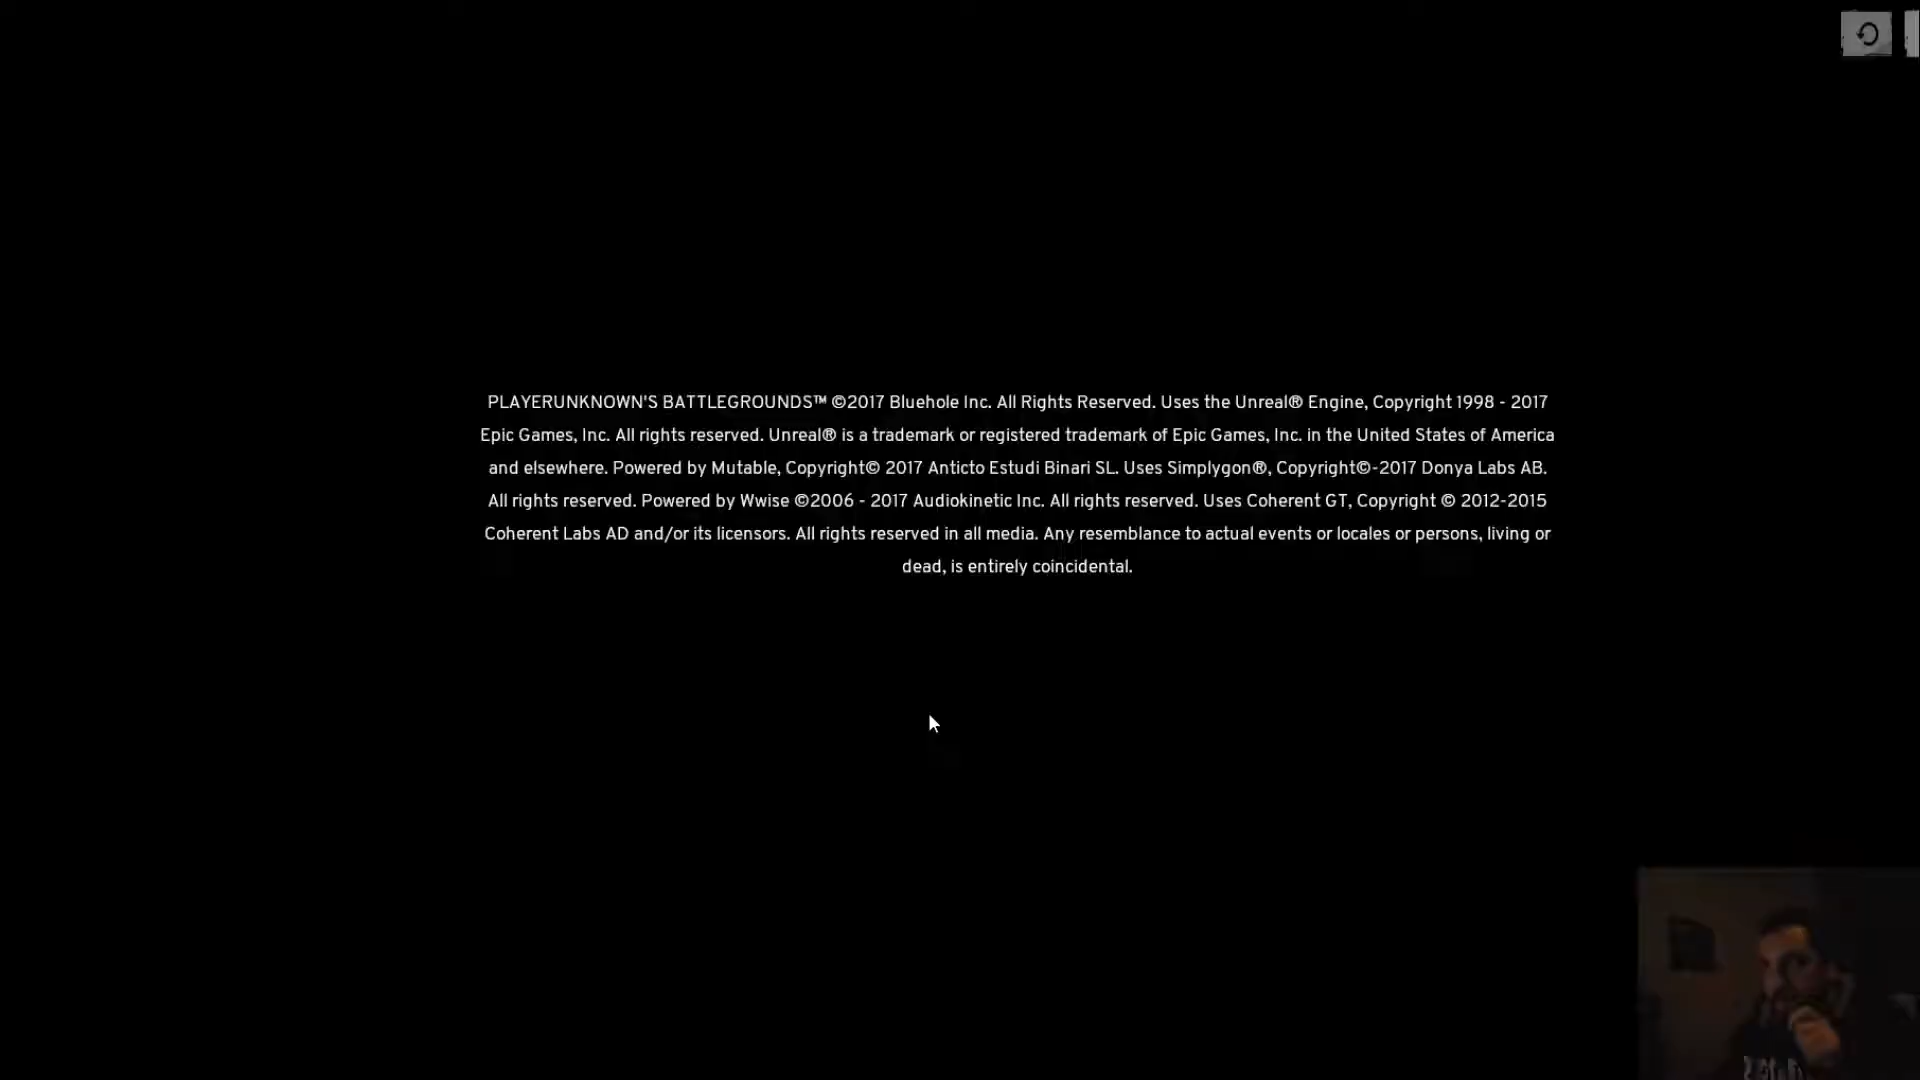 PLAYERUNKNOWN'S BATTLEGROUNDS™ ©2017 Bluehole Inc. All Rights Reserved. Uses the Unreal® Engine, Copyright 1998 - 2017
Epic Games, Inc. All rights reserved. Unreal® is a trademark or registered trademark of Epic Games, Inc. in the United States of America
and elsewhere. Powered by Mutable, Copyright© 2017 Anticto Estudi Binari SL. Uses Simplygon®, Copyright©-2017 Donya Labs AB.
All rights reserved. Powered by Wwise ©2006 - 2017 Audiokinetic Inc. All rights reserved. Uses Coherent GT, Copyright © 2012-2015
Coherent Labs AD and/or its licensors. All rights reserved in all media. Any resemblance to actual events or locales or persons, living or
dead, is entirely coincidental.